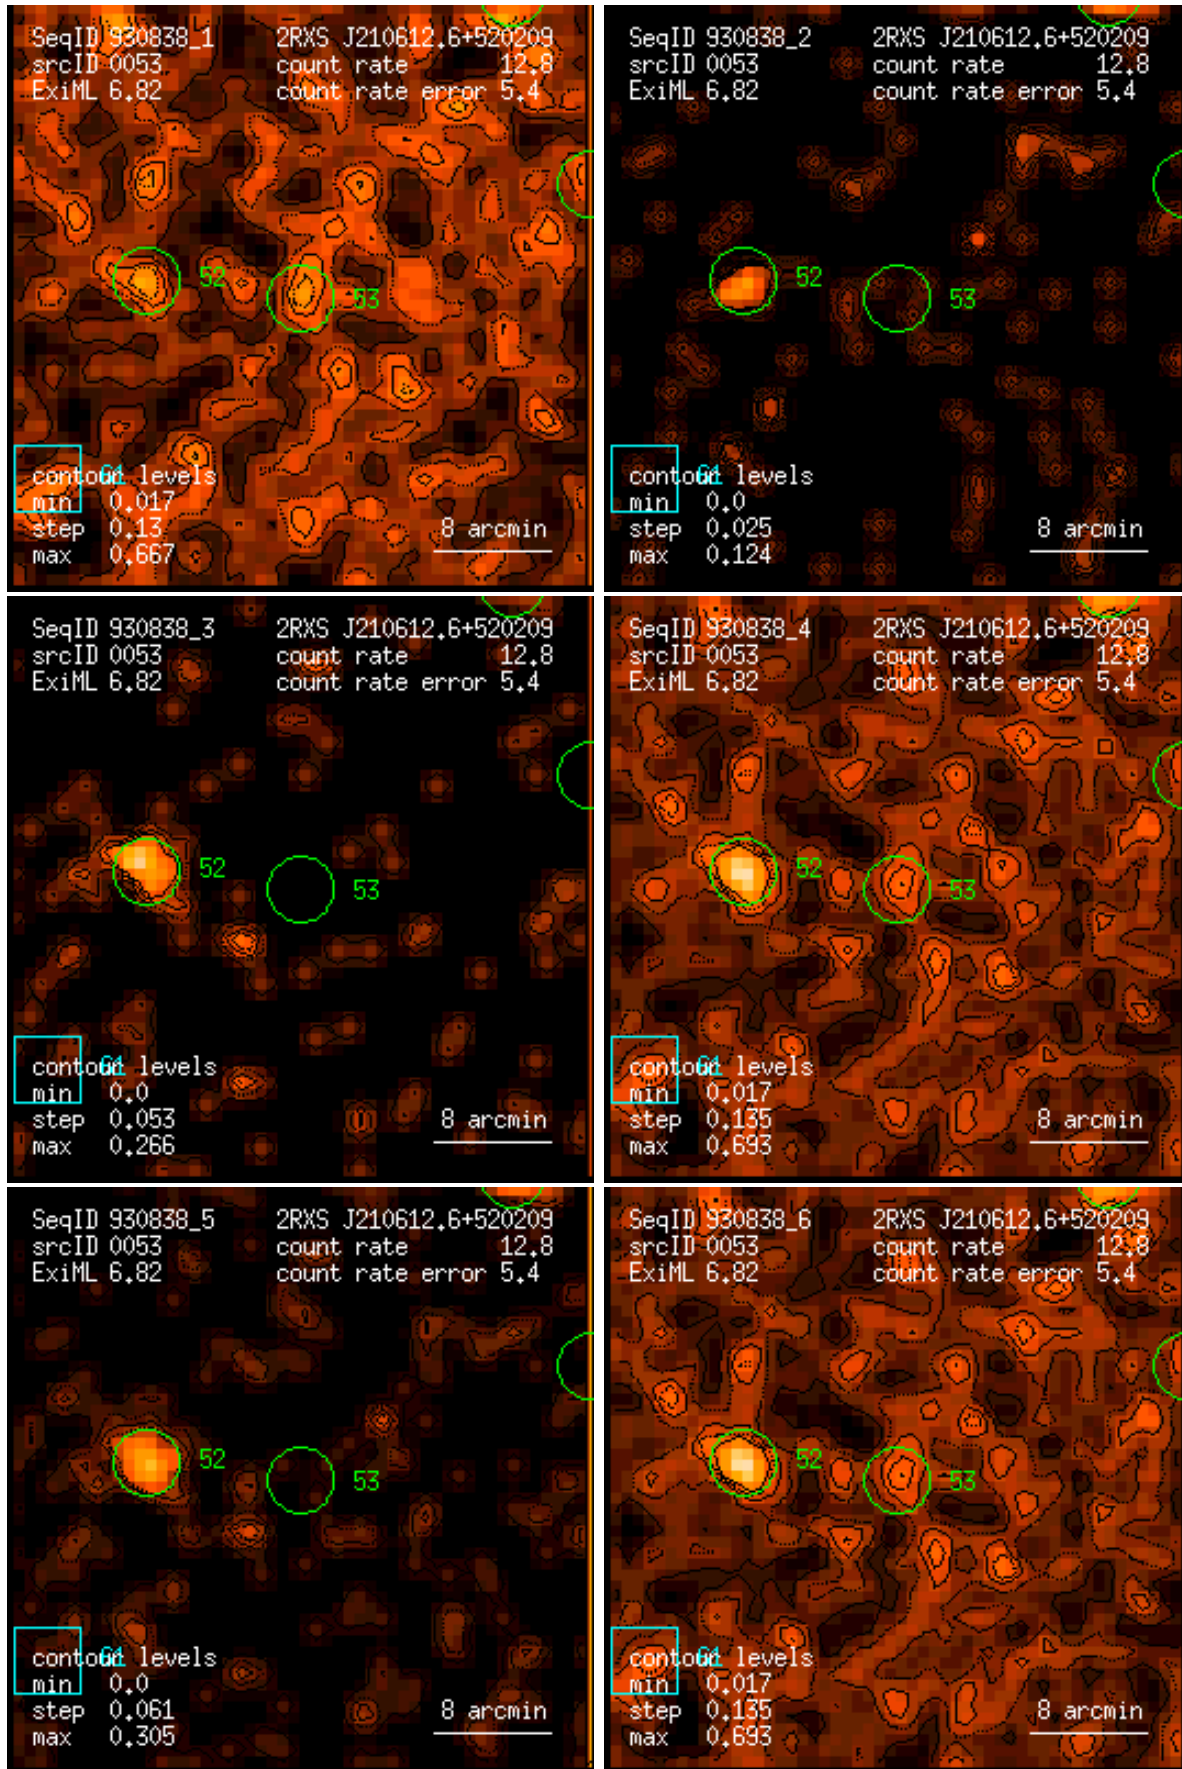 SeqID 930838_1 2RXS J210612.6+520209
srcID 0053 count rate 12.8
ExiML 6.82 count rate error 5.4
52
53
contour levels
min 0.017
step 0.13 8 arcmin
max 0.667
SeqID 930838_2 2RXS J210612.6+520209
srcID 0053 count rate 12.8
ExiML 6.82 count rate error 5.4
52
53
contour levels
min 0.0
step 0.025 8 arcmin
max 0.124
SeqID 930838_3 2RXS J210612.6+520209
srcID 0053 count rate 12.8
ExiML 6.82 count rate error 5.4
52
53
contour levels
min 0.0
step 0.053 8 arcmin
max 0.266
SeqID 930838_4 2RXS J210612.6+520209
srcID 0053 count rate 12.8
ExiML 6.82 count rate error 5.4
52
53
contour levels
min 0.017
step 0.135 8 arcmin
max 0.693
SeqID 930838_5 2RXS J210612.6+520209
srcID 0053 count rate 12.8
ExiML 6.82 count rate error 5.4
52
53
contour levels
min 0.0
step 0.061 8 arcmin
max 0.305
SeqID 930838_6 2RXS J210612.6+520209
srcID 0053 count rate 12.8
ExiML 6.82 count rate error 5.4
52
53
contour levels
min 0.017
step 0.135 8 arcmin
max 0.693